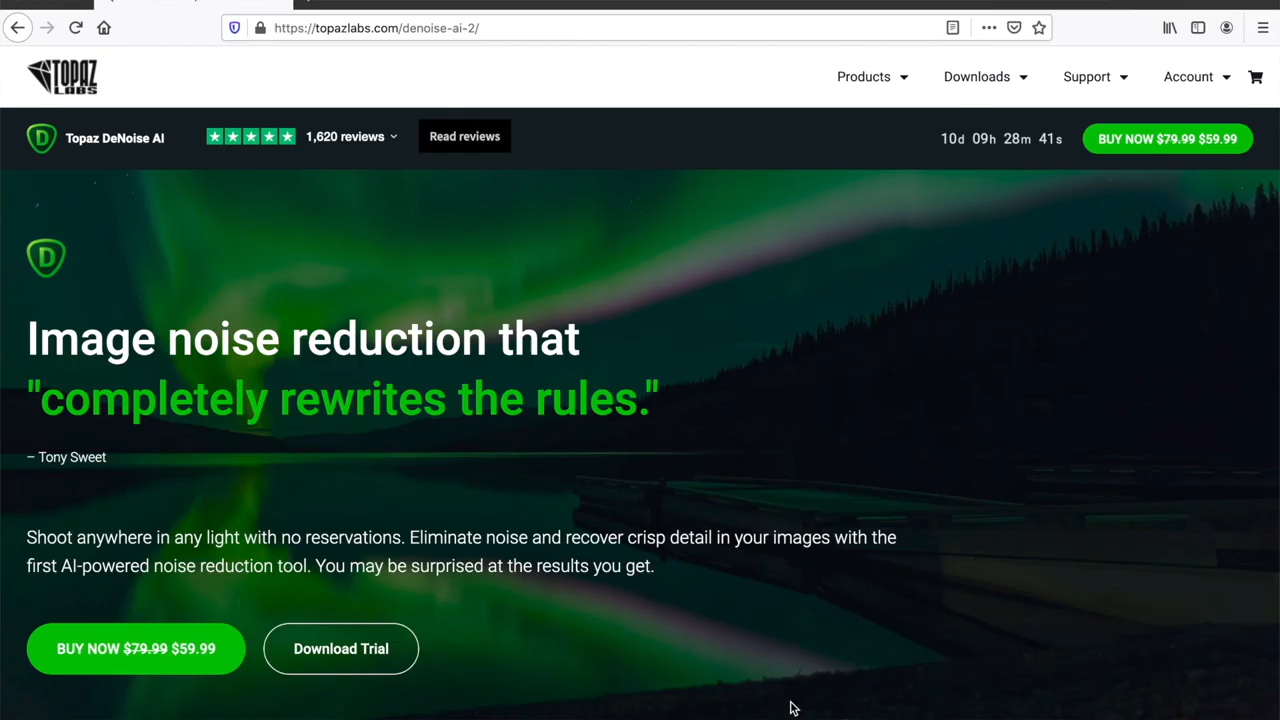 https://topazlabs.com/denoise-ai-2/
TOPAZ
LABS
Products
Downloads
Support
Account
D
Topaz DeNoise AI
1,620 reviews
Read reviews
10d 09h 28m 41s
BUY NOW $79.99 $59.99
D
Image noise reduction that
"completely rewrites the rules."
– Tony Sweet
Shoot anywhere in any light with no reservations. Eliminate noise and recover crisp detail in your images with the
first AI-powered noise reduction tool. You may be surprised at the results you get.
BUY NOW $79.99 $59.99
Download Trial